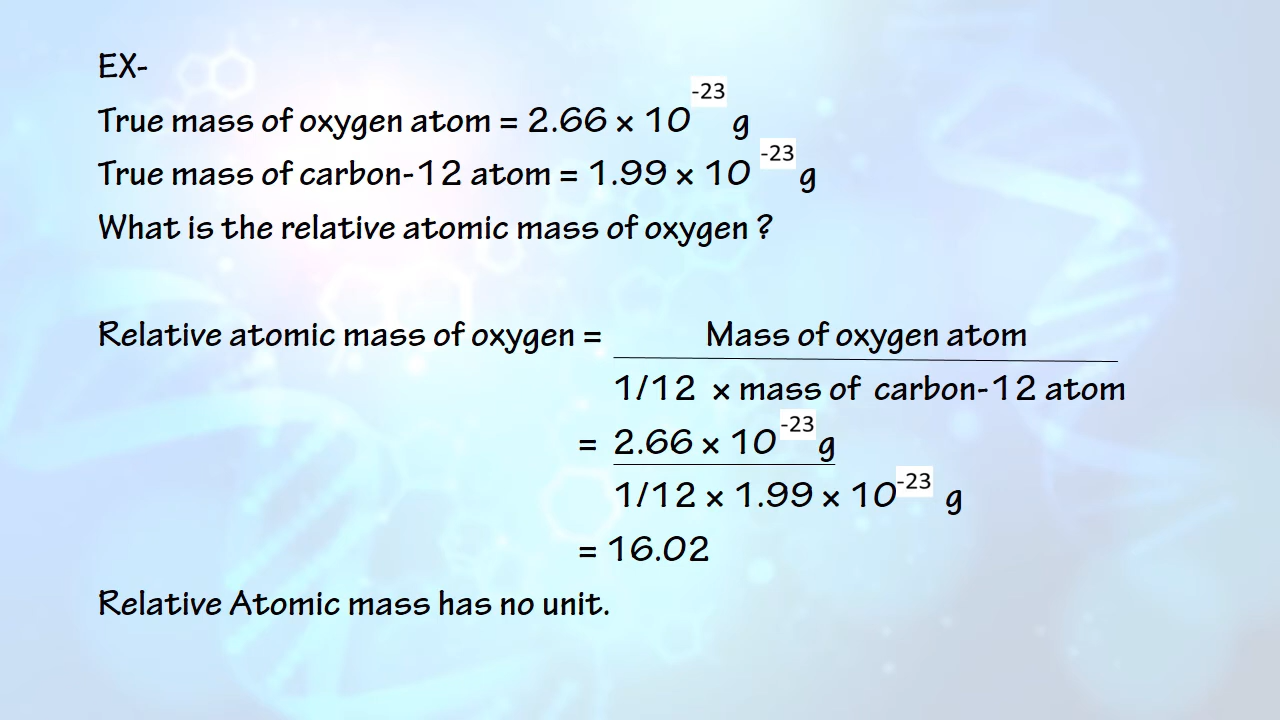 EX-
True mass of oxygen atom = 2.66 × 10⁻²³ g
True mass of carbon-12 atom = 1.99 × 10⁻²³ g
What is the relative atomic mass of oxygen ?
Relative atomic mass of oxygen = Mass of oxygen atom
1/12 × mass of carbon-12 atom
= 2.66 × 10⁻²³ g
1/12 × 1.99 × 10⁻²³ g
= 16.02
Relative Atomic mass has no unit.